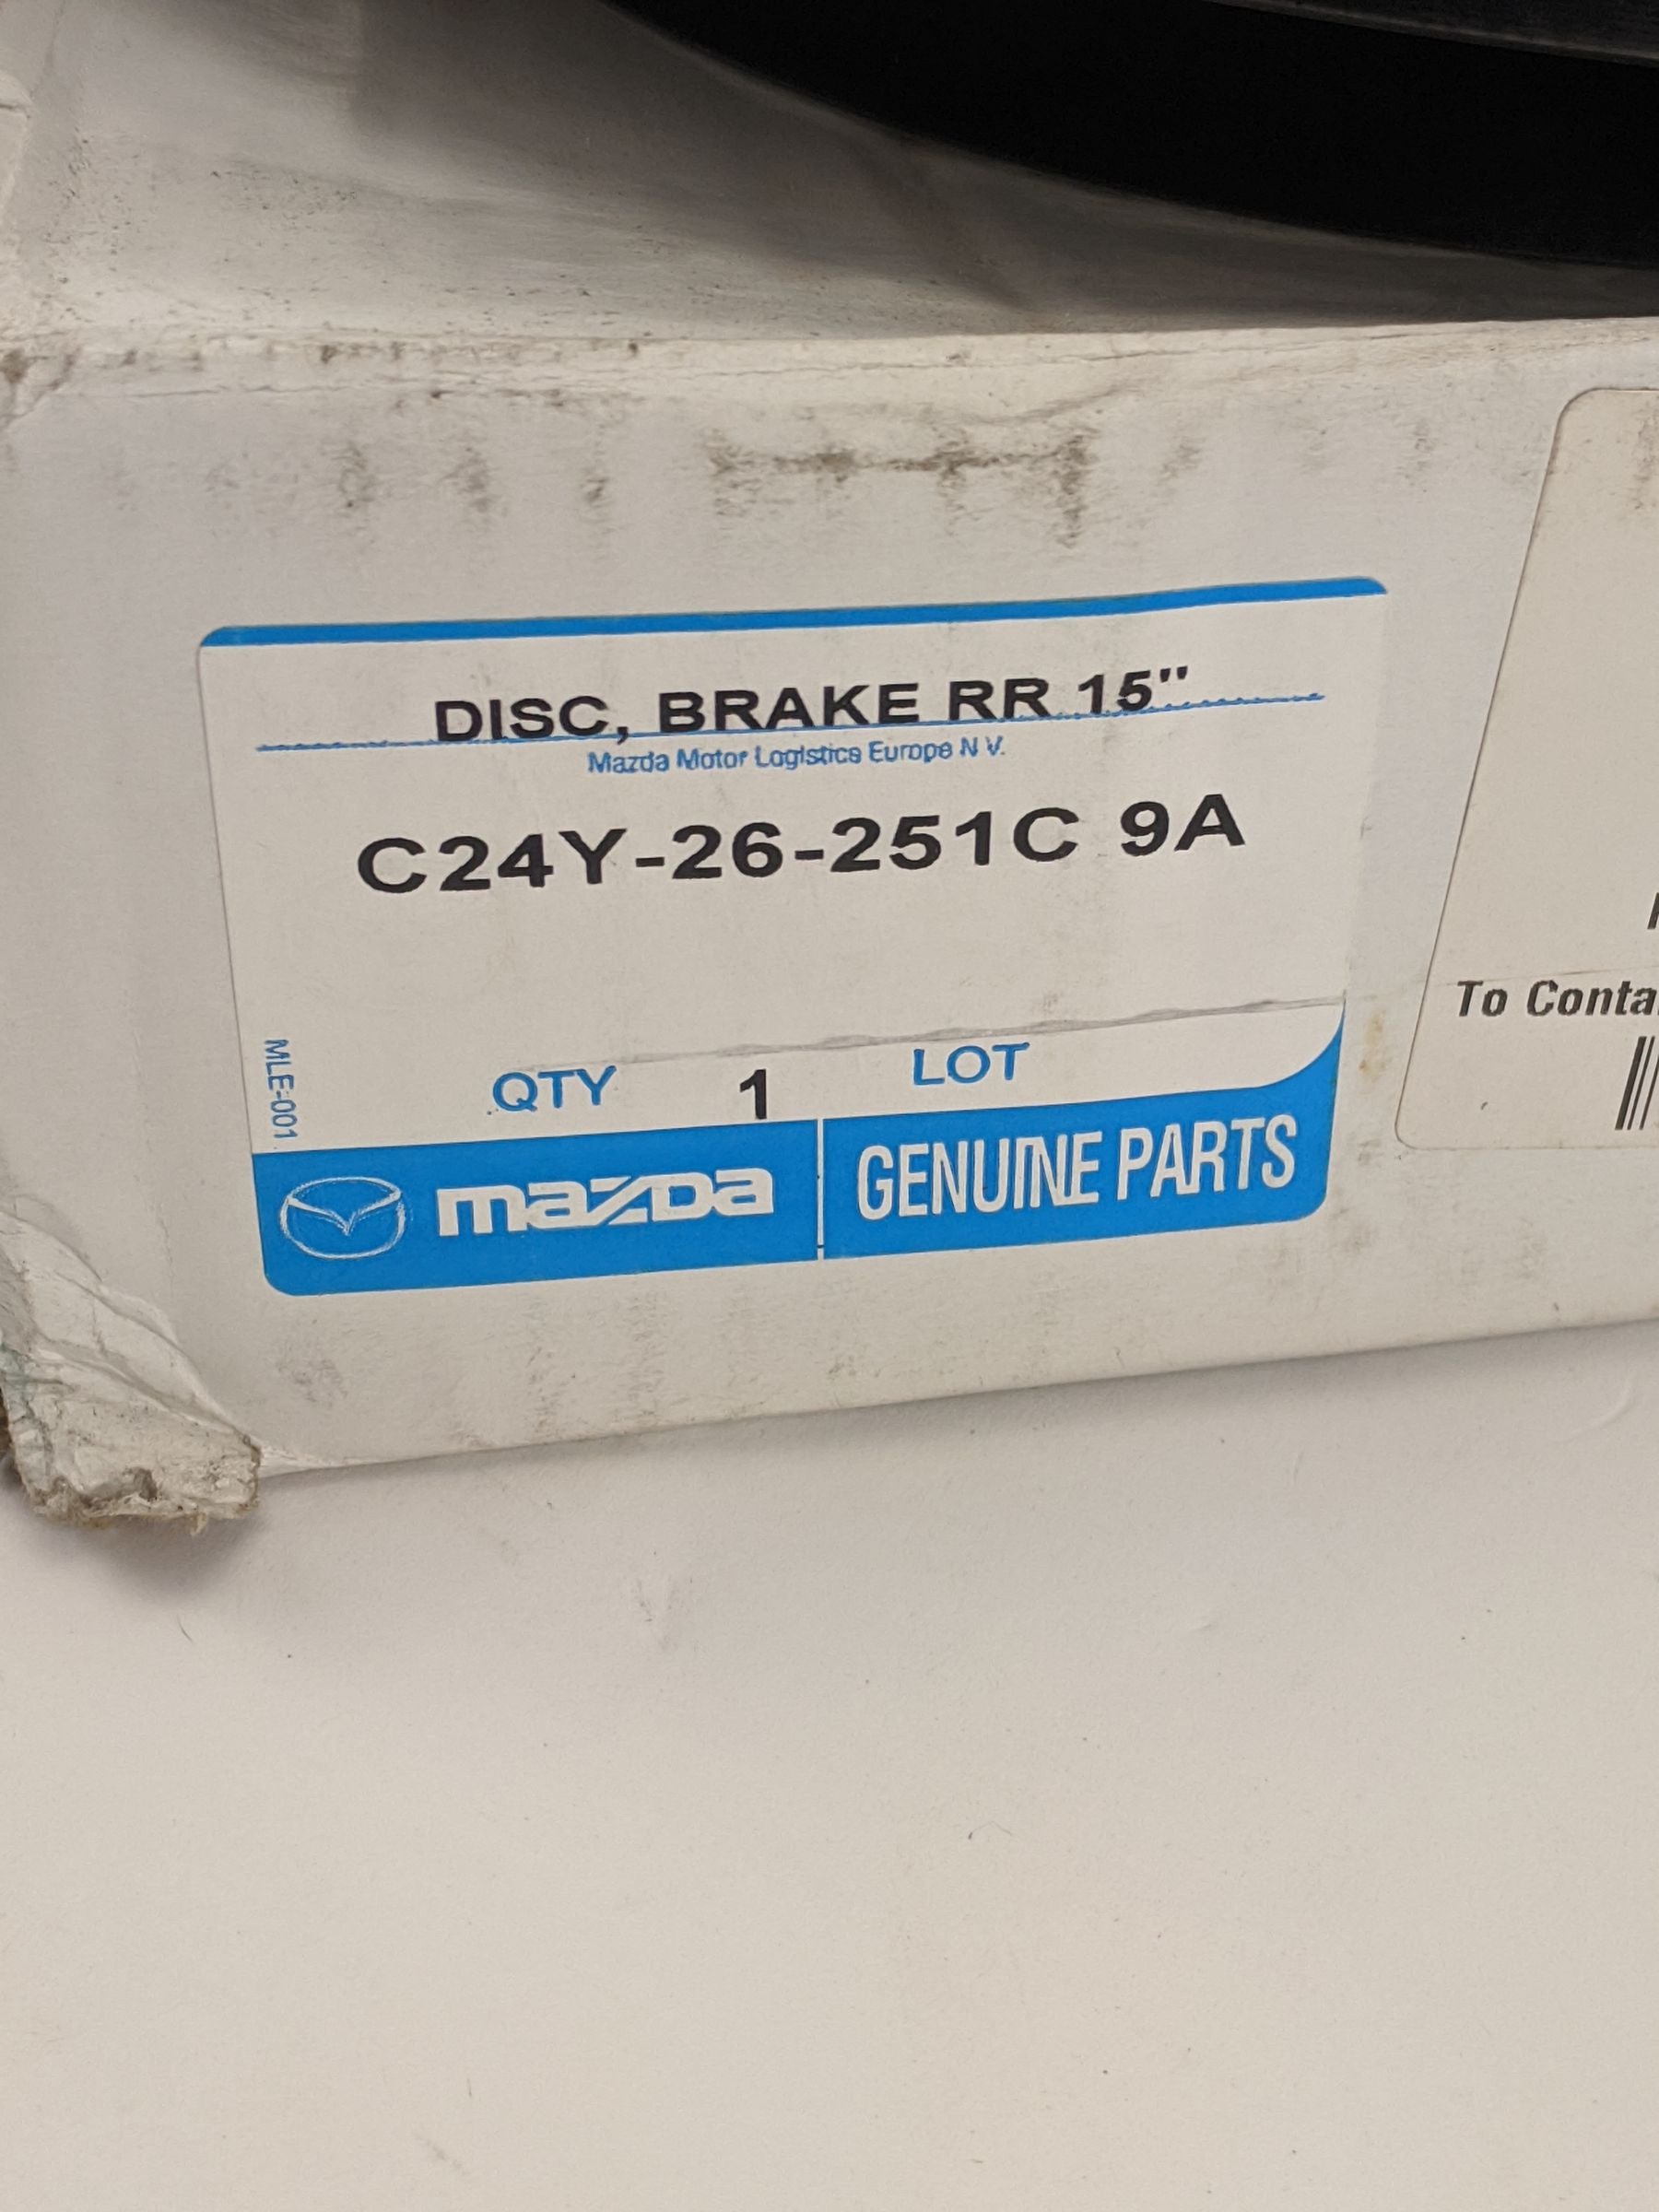 DISC, BRAKE RR 15"
Mazda Motor Logistics Europe N.V.
C24Y-26-251C 9A
MLE-001
QTY 1 LOT
mazda GENUINE PARTS
To Conta